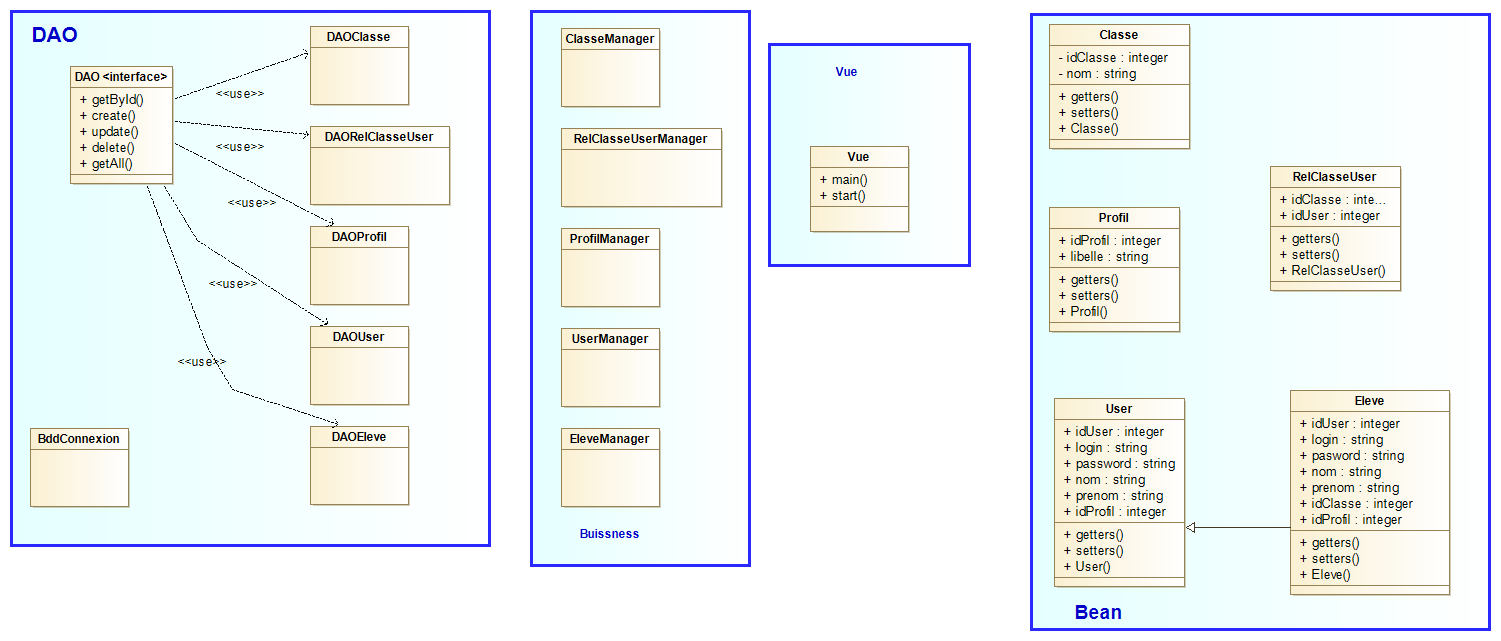 DAO
DAO <interface>
+ getById()
+ create()
+ update()
+ delete()
+ getAll()
<<use>>
<<use>>
<<use>>
<<use>>
<<use>>
DAOClasse
DAORelClasseUser
DAOProfil
DAOUser
DAOEleve
BddConnexion
ClasseManager
RelClasseUserManager
ProfilManager
UserManager
EleveManager
Buissness
Vue
Vue
+ main()
+ start()
Classe
- idClasse : integer
- nom : string
+ getters()
+ setters()
+ Classe()
RelClasseUser
+ idClasse : inte...
+ idUser : integer
+ getters()
+ setters()
+ RelClasseUser()
Profil
+ idProfil : integer
+ libelle : string
+ getters()
+ setters()
+ Profil()
User
+ idUser : integer
+ login : string
+ password : string
+ nom : string
+ prenom : string
+ idProfil : integer
+ getters()
+ setters()
+ User()
Eleve
+ idUser : integer
+ login : string
+ pasword : string
+ nom : string
+ prenom : string
+ idClasse : integer
+ idProfil : integer
+ getters()
+ setters()
+ Eleve()
Bean